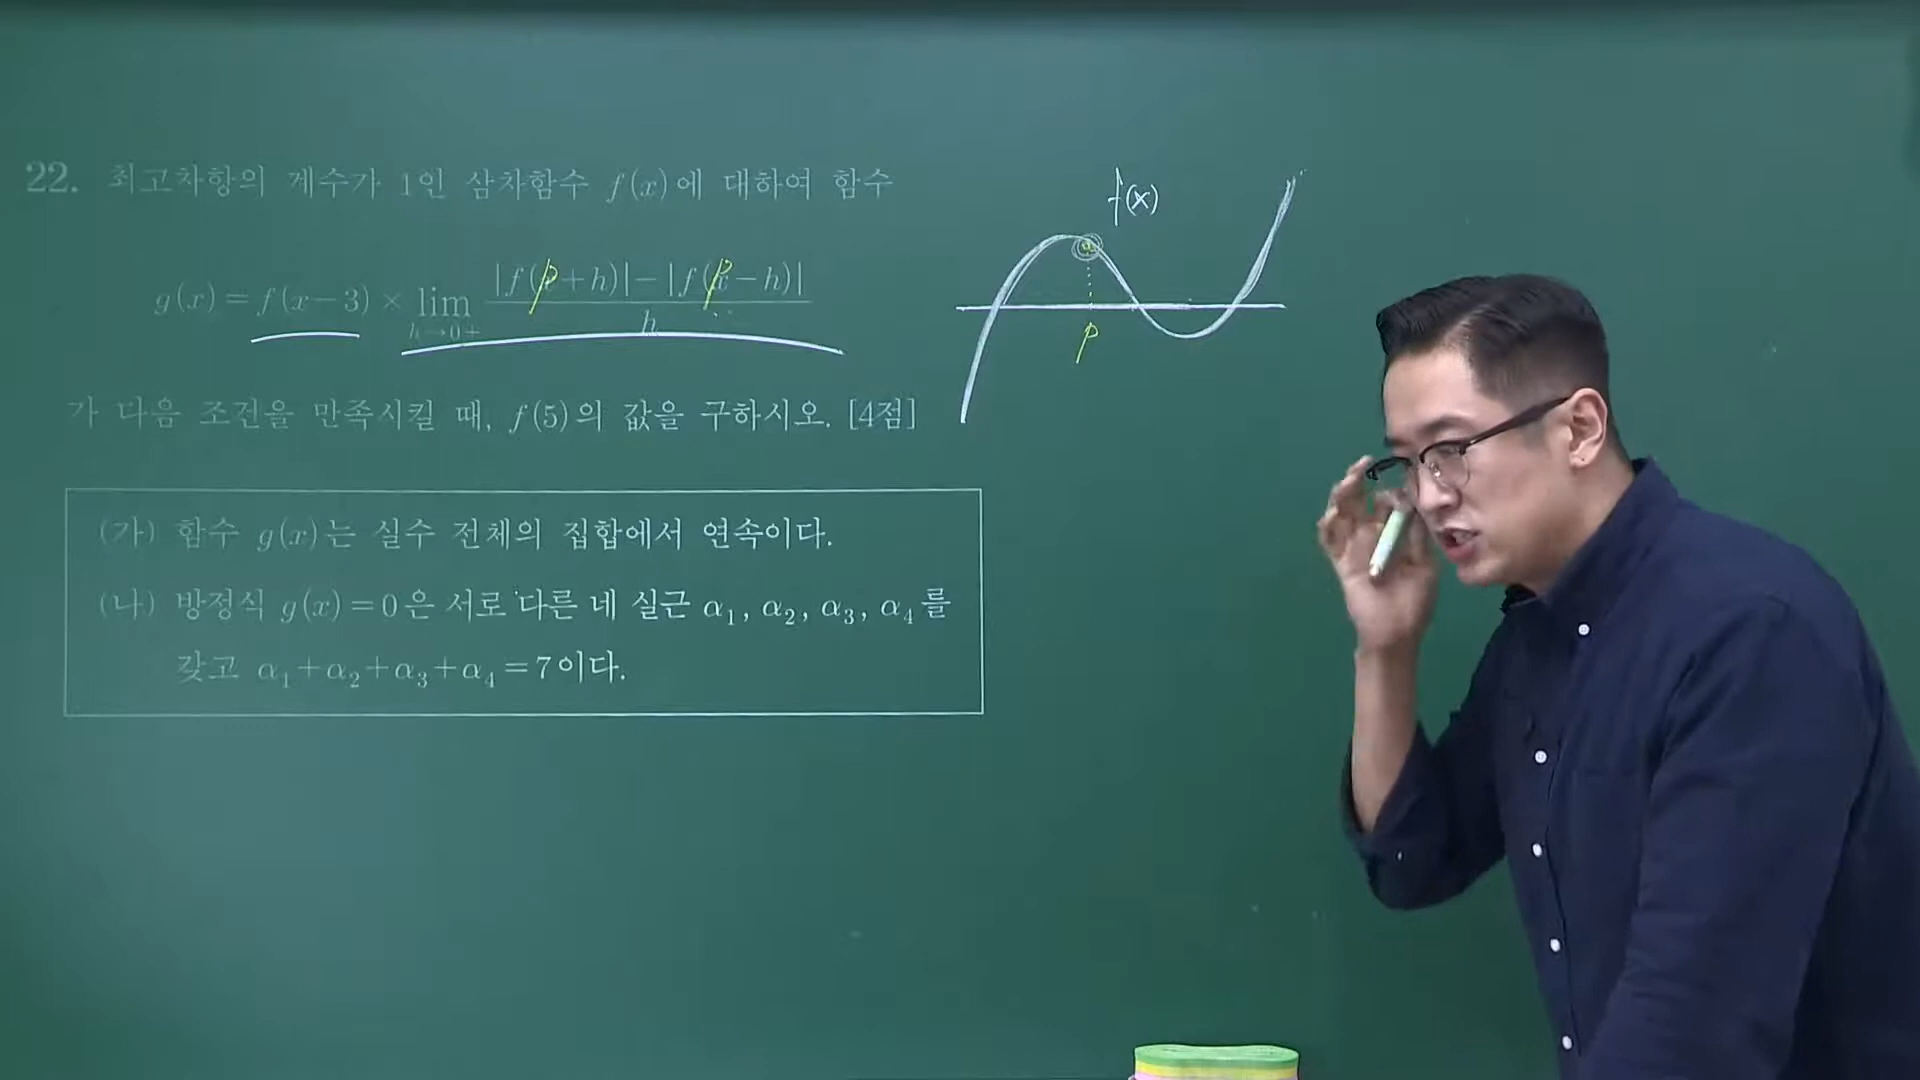 22. 최고차항의 계수가 1인 삼차함수 f(x)에 대하여 함수
g(x)=f(x-3)× lim_{h→0+} (|f(p+h)|-|f(p-h)|)/h
가 다음 조건을 만족시킬 때, f(5)의 값을 구하시오. [4점]
(가) 함수 g(x)는 실수 전체의 집합에서 연속이다.
(나) 방정식 g(x)=0은 서로 다른 네 실근 α₁, α₂, α₃, α₄를
갖고 α₁+α₂+α₃+α₄=7이다.
f(x)
p